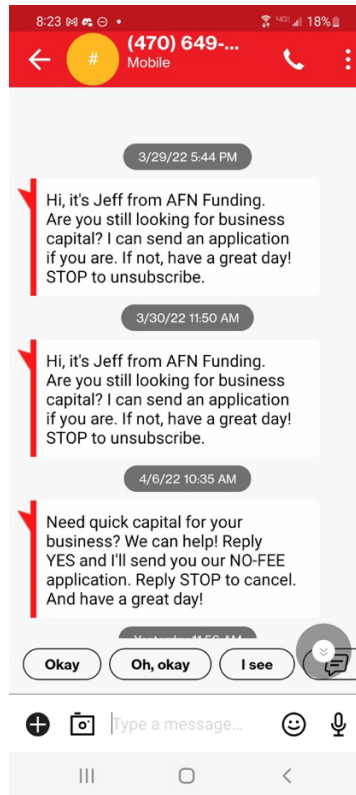 8:23
4GE 18%
(470) 649-...
#
Mobile
3/29/22 5:44 PM
Hi, it's Jeff from AFN Funding.
Are you still looking for business
capital? I can send an application
if you are. If not, have a great day!
STOP to unsubscribe.
3/30/22 11:50 AM
Hi, it's Jeff from AFN Funding.
Are you still looking for business
capital? I can send an application
if you are. If not, have a great day!
STOP to unsubscribe.
4/6/22 10:35 AM
Need quick capital for your
business? We can help! Reply
YES and I'll send you our NO-FEE
application. Reply STOP to cancel.
And have a great day!
Yesterday 11:56 AM
Okay
Oh, okay
I see
Type a message...